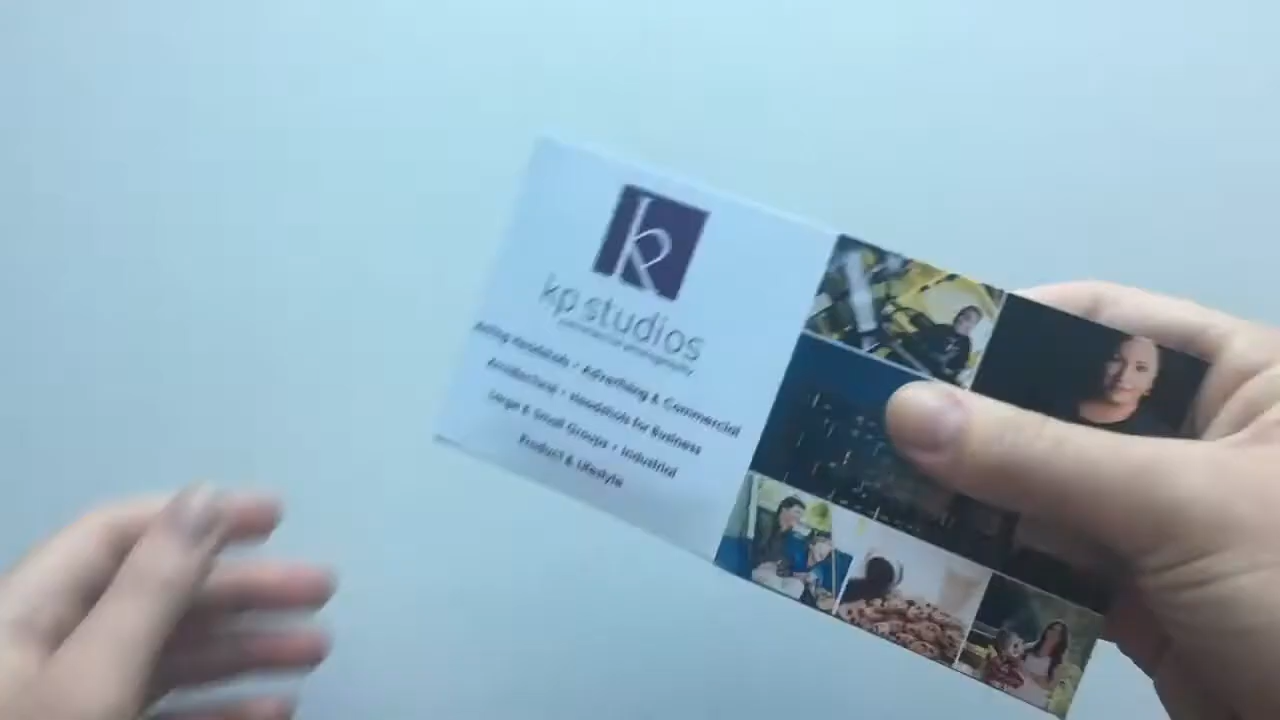 k
kp studios
commercial photography
Acting Headshots • Advertising & Commercial
Architectural • Headshots for Business
Large & Small Groups • Industrial
Product & Lifestyle